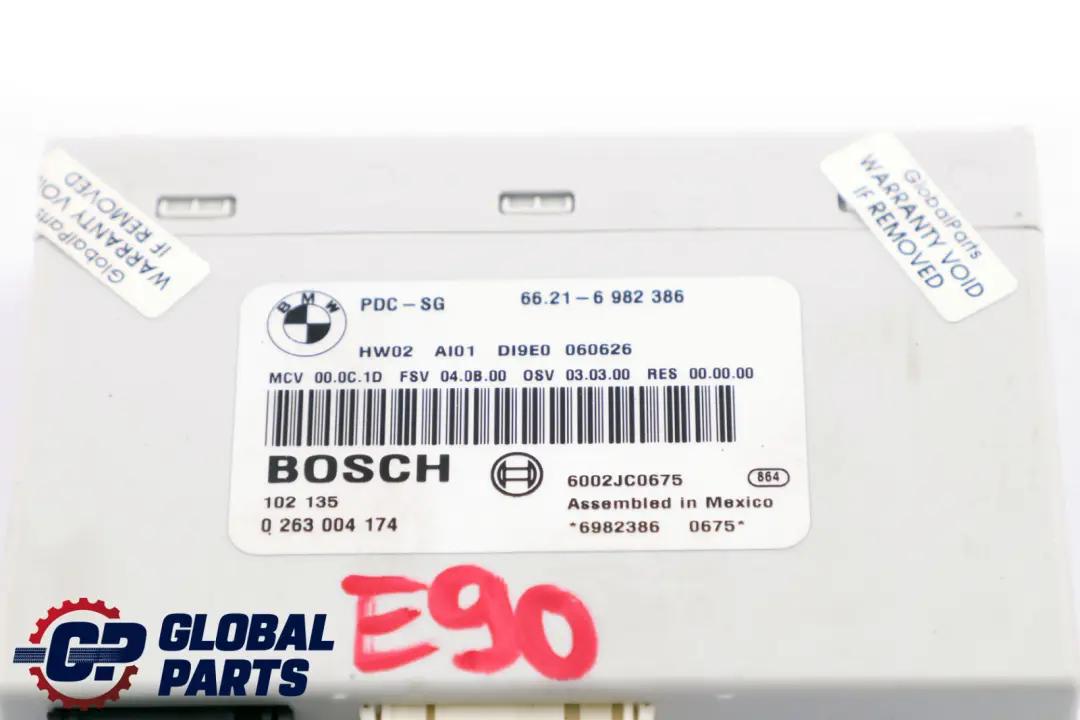 GlobalParts
WARRANTY VOID
IF REMOVED
GlobalParts
WARRANTY VOID
IF REMOVED
BMW
PDC-SG 66.21-6 982 386
HW02 AI01 DI9E0 060626
MCV 00.0C.1D FSV 04.0B.00 OSV 03.03.00 RES 00.00.00
BOSCH
6002JC0675 864
102 135
Assembled in Mexico
0 263 004 174
*6982386 0675*
E90
GP GLOBAL
PARTS